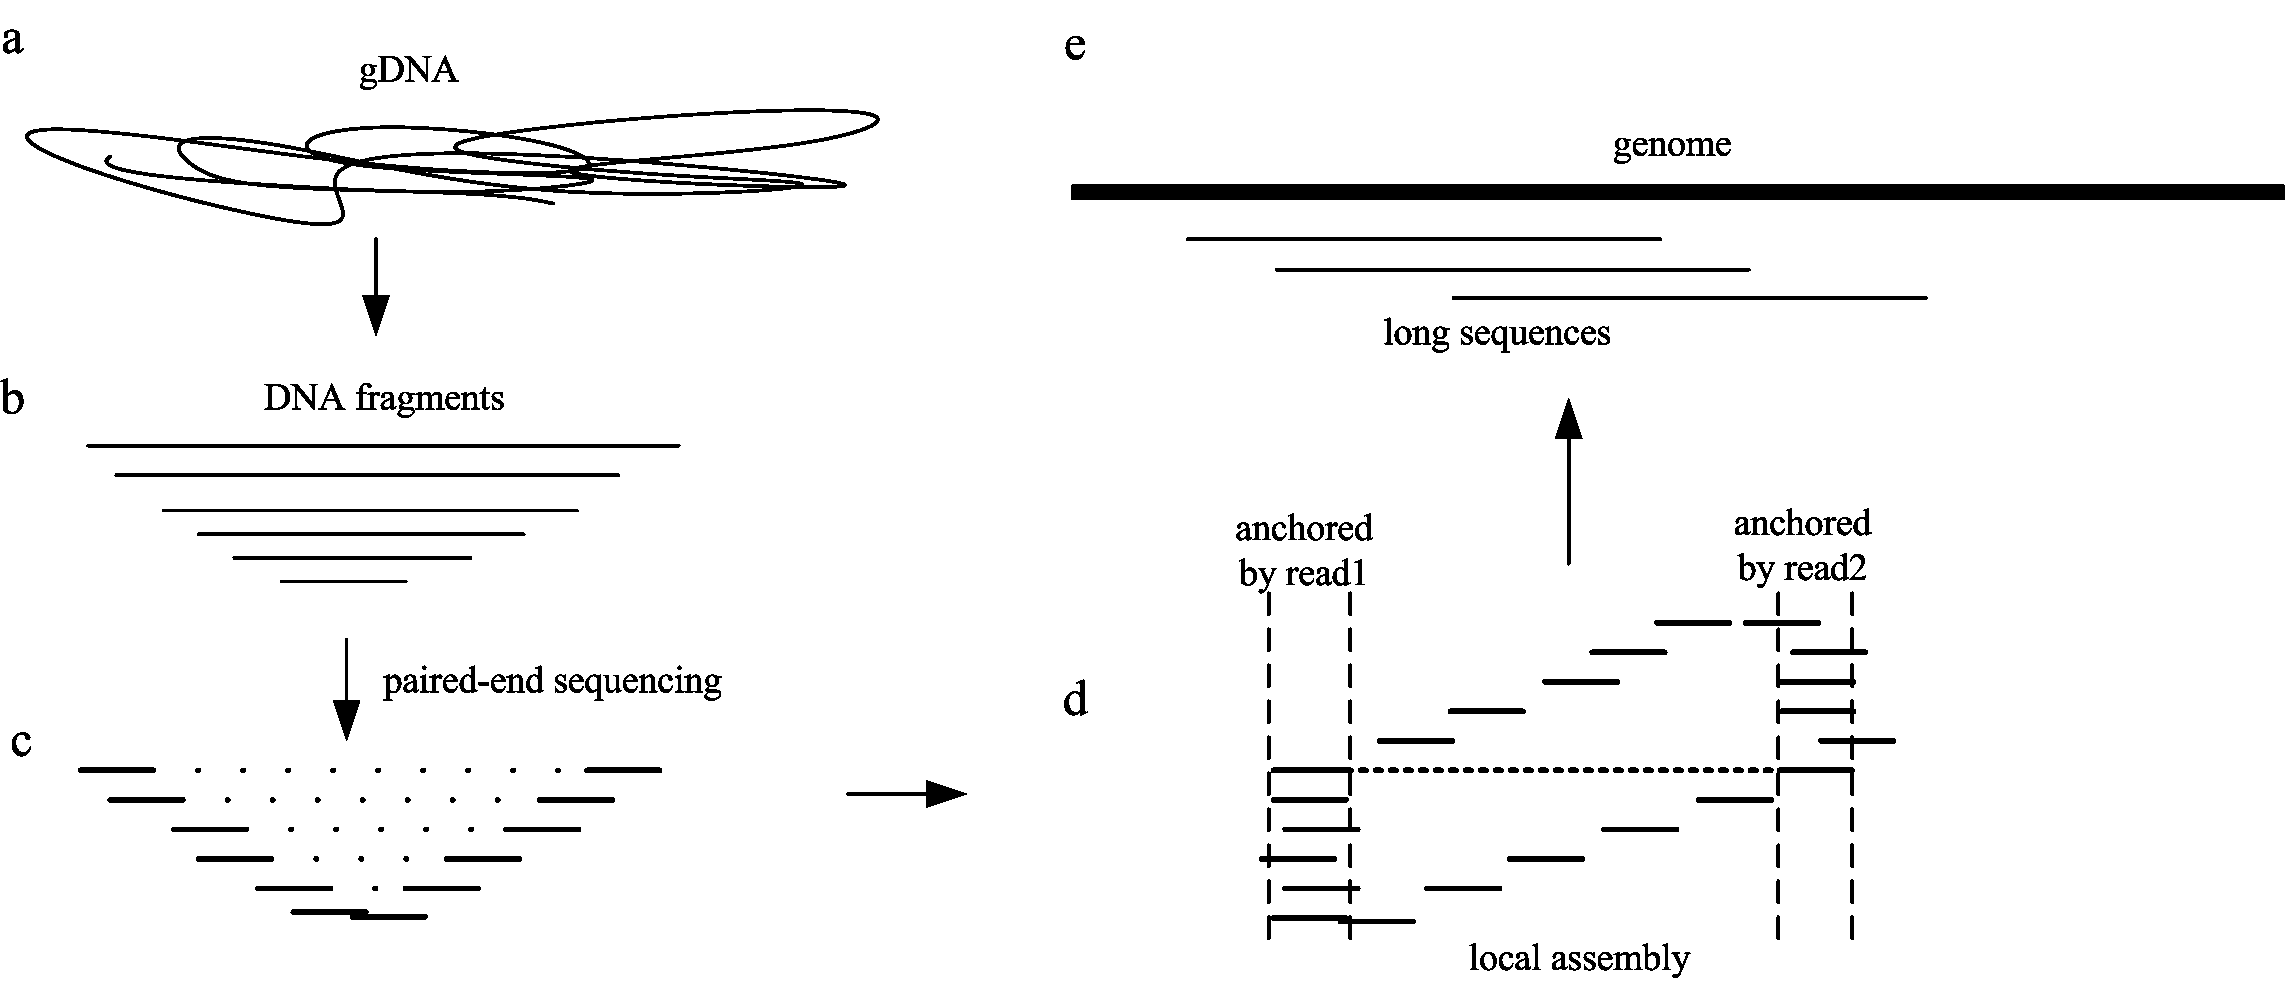 a
gDNA
b
DNA fragments
paired-end sequencing
c
e
genome
long sequences
anchored
by read1
anchored
by read2
d
local assembly